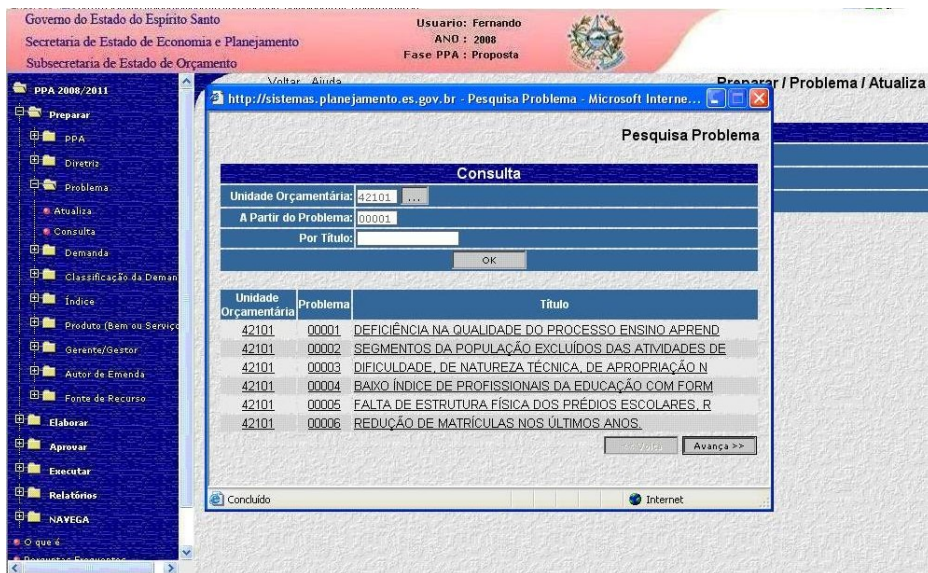 Governo do Estado do Espírito Santo
Secretaria de Estado de Economia e Planejamento
Subsecretaria de Estado de Orçamento
Usuario: Fernando
ANO : 2008
Fase PPA : Proposta
Voltar Ajuda
Preparar / Problema / Atualiza
PPA 2008/2011
Preparar
PPA
Diretriz
Problema
Atualiza
Consulta
Demanda
Classificação da Deman
Índice
Produto (Bem ou Serviço
Gerente/Gestor
Autor de Emenda
Fonte de Recurso
Elaborar
Aprovar
Executar
Relatórios
NAVEGA
O que é
Perguntas Frequentes
http://sistemas.planejamento.es.gov.br - Pesquisa Problema - Microsoft Interne...
Pesquisa Problema
Consulta
Unidade Orçamentária: 42101 ...
A Partir do Problema: 00001
Por Título:
OK
Unidade Orçamentária Problema Título
42101 00001 DEFICIÊNCIA NA QUALIDADE DO PROCESSO ENSINO APREND
42101 00002 SEGMENTOS DA POPULAÇÃO EXCLUÍDOS DAS ATIVIDADES DE
42101 00003 DIFICULDADE, DE NATUREZA TÉCNICA, DE APROPRIAÇÃO N
42101 00004 BAIXO ÍNDICE DE PROFISSIONAIS DA EDUCAÇÃO COM FORM
42101 00005 FALTA DE ESTRUTURA FÍSICA DOS PRÉDIOS ESCOLARES, R
42101 00006 REDUÇÃO DE MATRÍCULAS NOS ÚLTIMOS ANOS.
Avança >>
Concluído
Internet